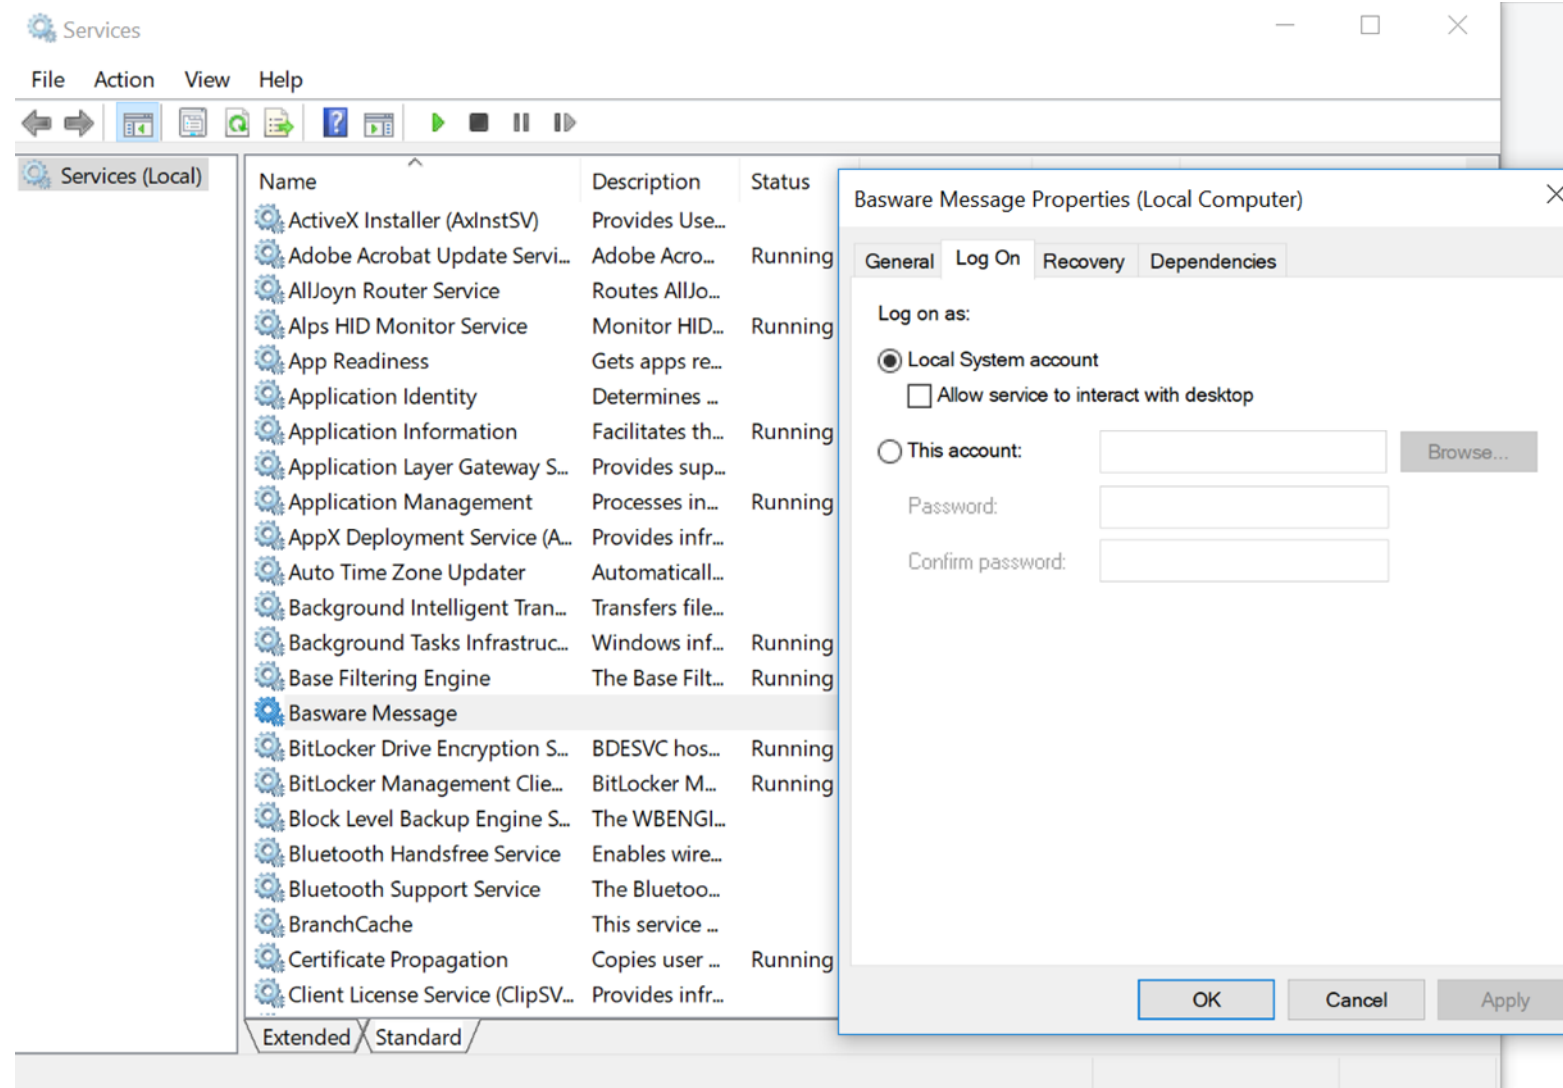 Services
File Action View Help
Services (Local)
Name Description Status
ActiveX Installer (AxInstSV) Provides Use...
Adobe Acrobat Update Servi... Adobe Acro... Running
AllJoyn Router Service Routes AllJo...
Alps HID Monitor Service Monitor HID... Running
App Readiness Gets apps re...
Application Identity Determines ...
Application Information Facilitates th... Running
Application Layer Gateway S... Provides sup...
Application Management Processes in... Running
AppX Deployment Service (A... Provides infr...
Auto Time Zone Updater Automaticall...
Background Intelligent Tran... Transfers file...
Background Tasks Infrastruc... Windows inf... Running
Base Filtering Engine The Base Filt... Running
Basware Message
BitLocker Drive Encryption S... BDESVC hos... Running
BitLocker Management Clie... BitLocker M... Running
Block Level Backup Engine S... The WBENGI...
Bluetooth Handsfree Service Enables wire...
Bluetooth Support Service The Bluetoo...
BranchCache This service ...
Certificate Propagation Copies user ... Running
Client License Service (ClipSV... Provides infr...
Extended Standard
Basware Message Properties (Local Computer)
General Log On Recovery Dependencies
Log on as:
Local System account
Allow service to interact with desktop
This account: Browse...
Password:
Confirm password:
OK Cancel Apply